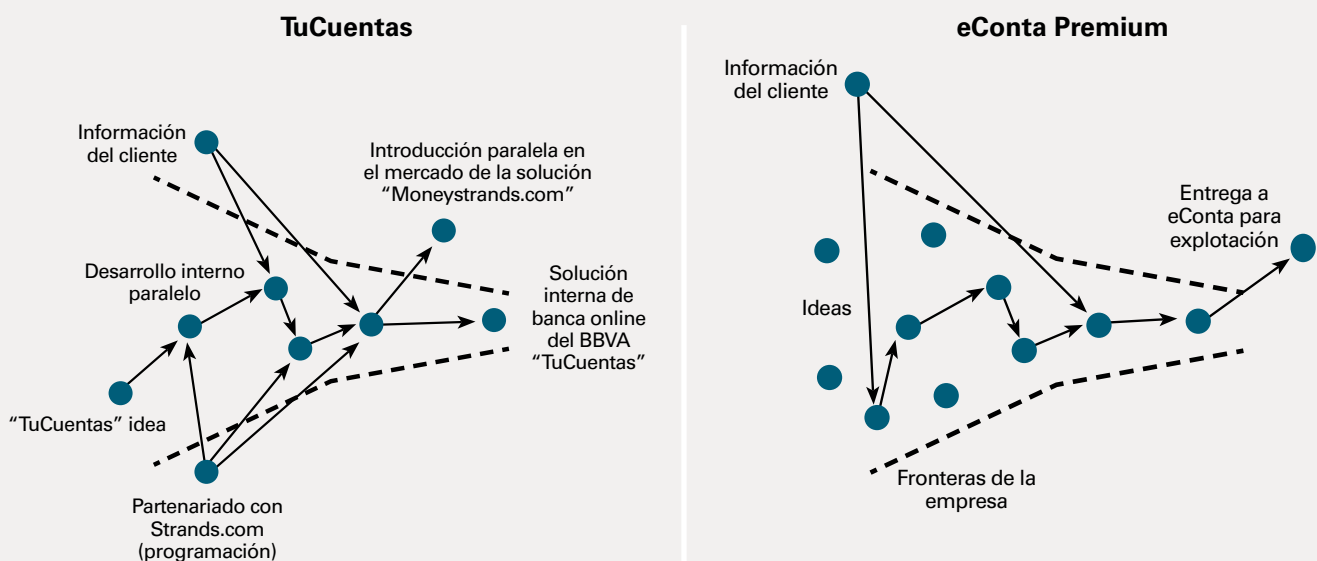 TuCuentas
Información
del cliente
Introducción paralela en
el mercado de la solución
“Moneystrands.com”
Desarrollo interno
paralelo
Solución
interna de
banca online
del BBVA
“TuCuentas”
“TuCuentas” idea
Partenariado con
Strands.com
(programación)
eConta Premium
Información
del cliente
Entrega a
eConta para
explotación
Ideas
Fronteras de la
empresa